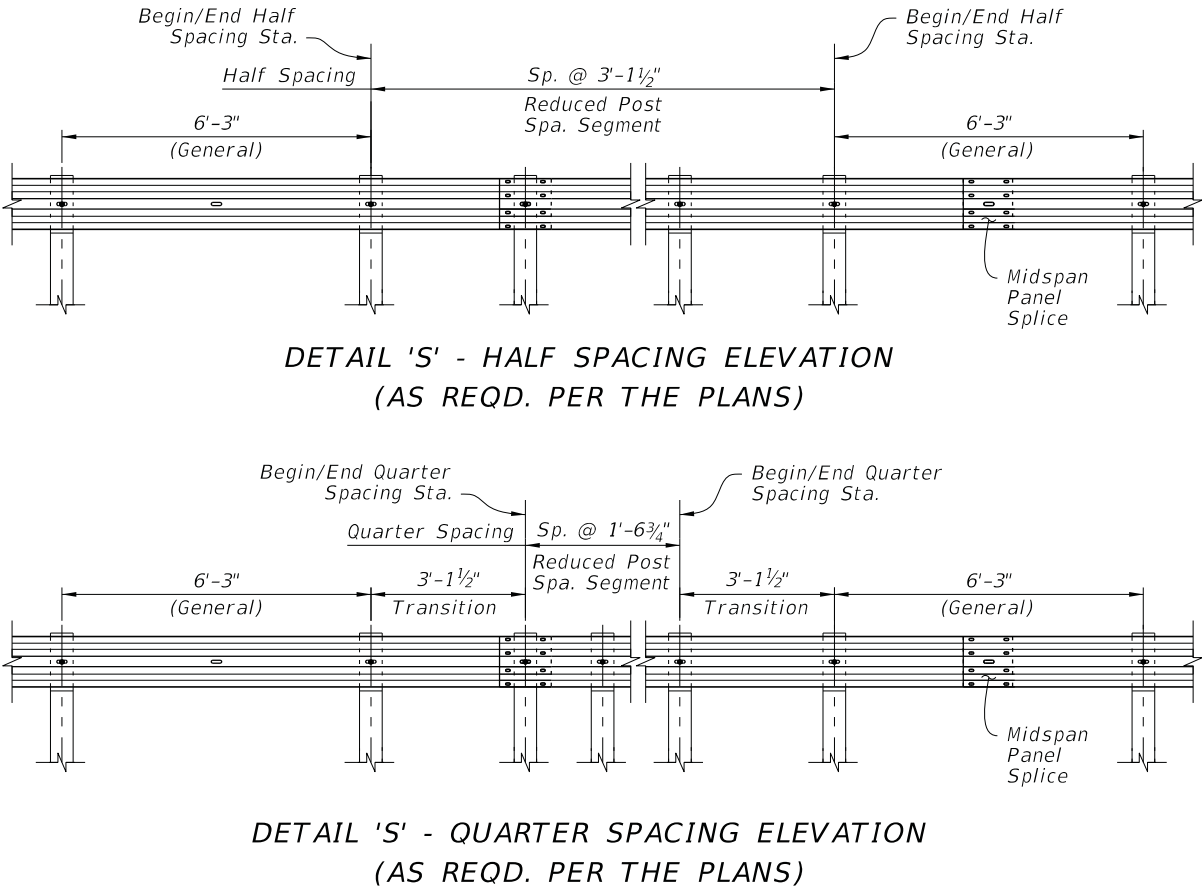 Begin/End Half
Spacing Sta.
Begin/End Half
Spacing Sta.
Half Spacing
Sp. @ 3'-1½"
Reduced Post
Spa. Segment
6'-3"
(General)
6'-3"
(General)
Midspan
Panel
Splice
DETAIL 'S' - HALF SPACING ELEVATION
(AS REQD. PER THE PLANS)
Begin/End Quarter
Spacing Sta.
Begin/End Quarter
Spacing Sta.
Quarter Spacing
Sp. @ 1'-6¾"
Reduced Post
Spa. Segment
6'-3"
(General)
3'-1½"
Transition
3'-1½"
Transition
6'-3"
(General)
Midspan
Panel
Splice
DETAIL 'S' - QUARTER SPACING ELEVATION
(AS REQD. PER THE PLANS)